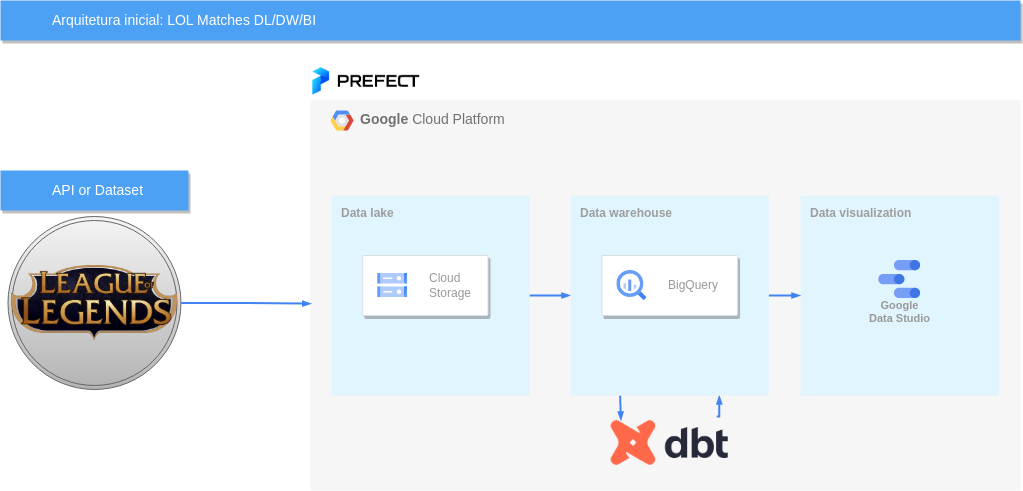 Arquitetura inicial: LOL Matches DL/DW/BI
PREFECT
Google Cloud Platform
API or Dataset
LEAGUE OF
LEGENDS
Data lake
Cloud
Storage
Data warehouse
BigQuery
Data visualization
Google
Data Studio
dbt